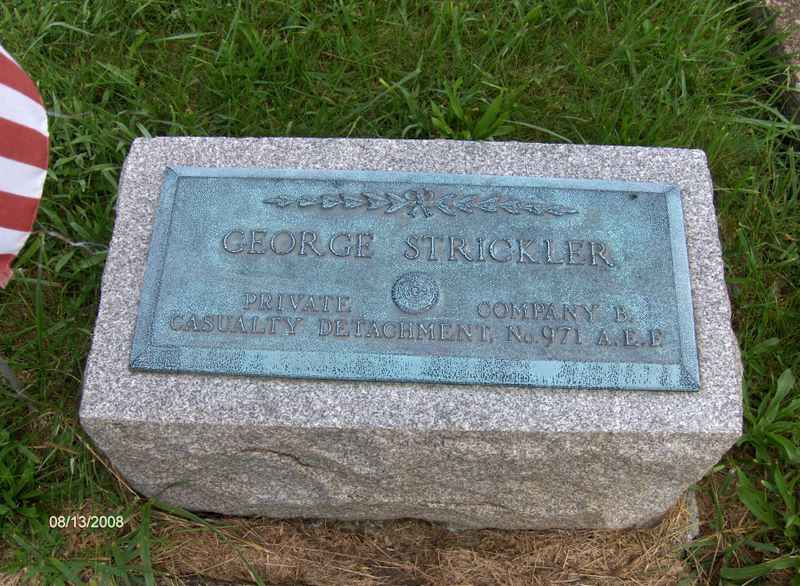 GEORGE STRICKLER
PRIVATE COMPANY B.
CASUALTY DETACHMENT, No. 971 A.E.F.
08/13/2008